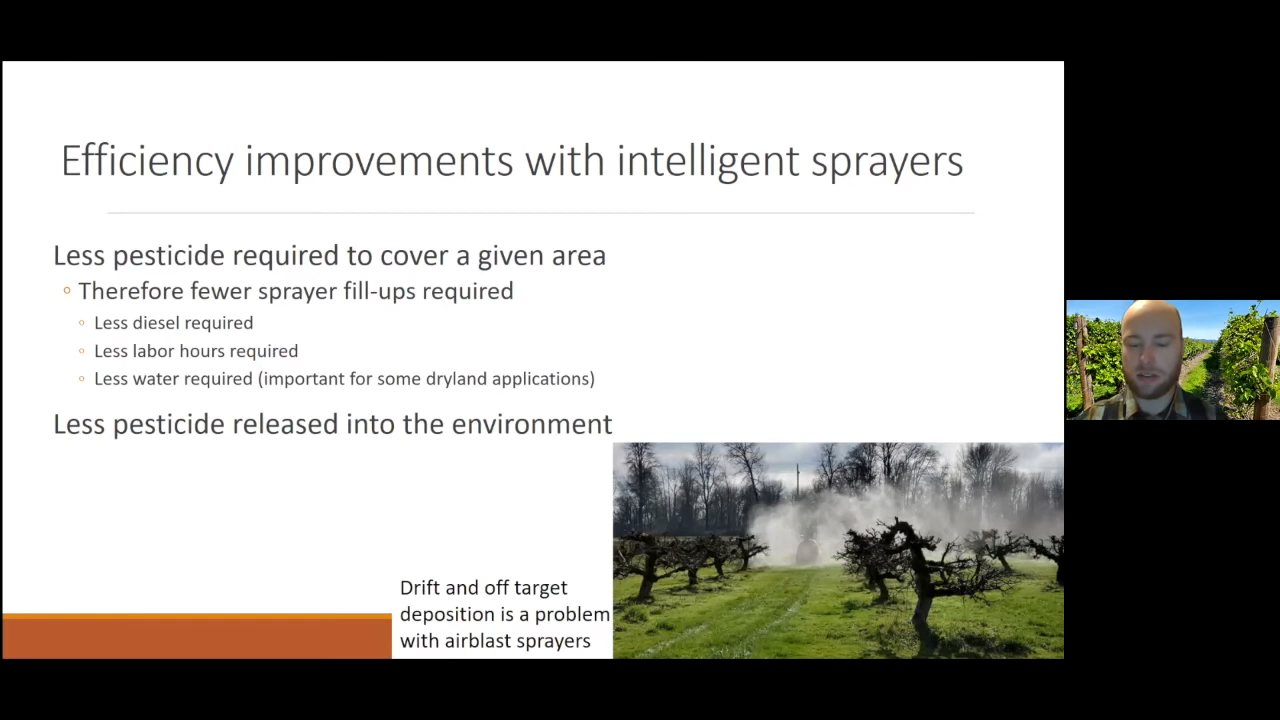 Efficiency improvements with intelligent sprayers
Less pesticide required to cover a given area
Therefore fewer sprayer fill-ups required
Less diesel required
Less labor hours required
Less water required (important for some dryland applications)
Less pesticide released into the environment
Drift and off target
deposition is a problem
with airblast sprayers